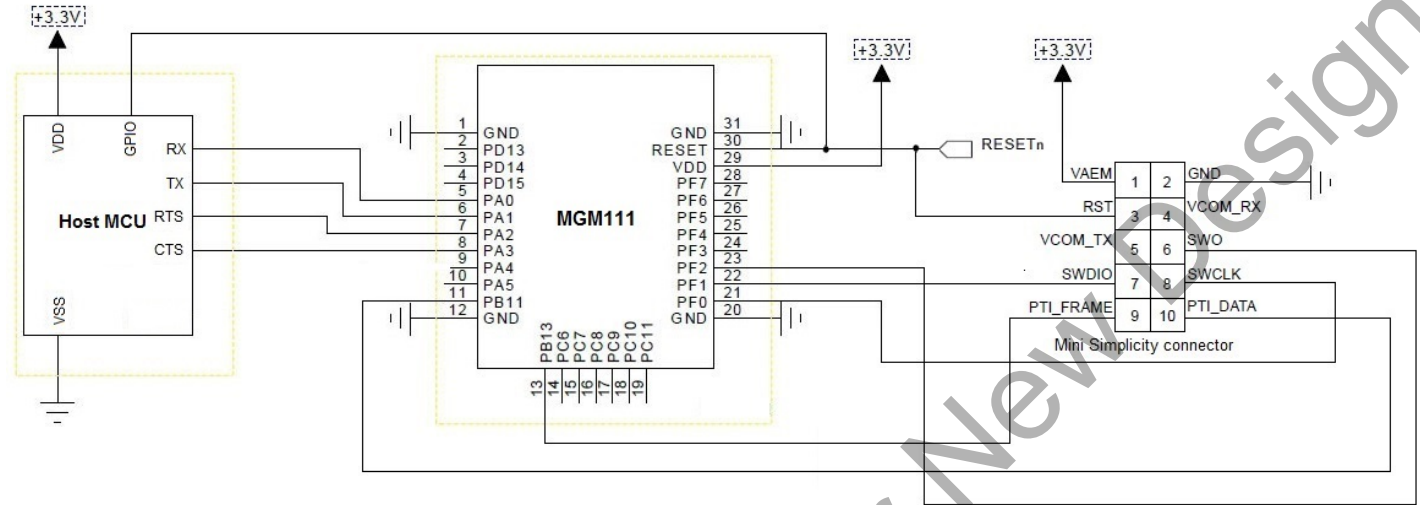 +3.3V
+3.3V
+3.3V
VDD
GPIO
RX
TX
RTS
CTS
Host MCU
VSS
1 GND
2 PD13
3 PD14
4 PD15
5 PA0
6 PA1
7 PA2
8 PA3
9 PA4
10 PA5
11 PB11
12 GND
MGM111
GND 31
RESET 30
VDD 29
PF7 28
PF6 27
PF5 26
PF4 25
PF3 24
PF2 23
PF1 22
PF0 21
GND 20
PB13
PC6
PC7
PC8
PC9
PC10
PC11
13
14
15
16
17
18
19
RESETn
VAEM 1 2 GND
RST 3 4 VCOM_RX
VCOM_TX 5 6 SWO
SWDIO 7 8 SWCLK
PTI_FRAME 9 10 PTI_DATA
Mini Simplicity connector
New Design